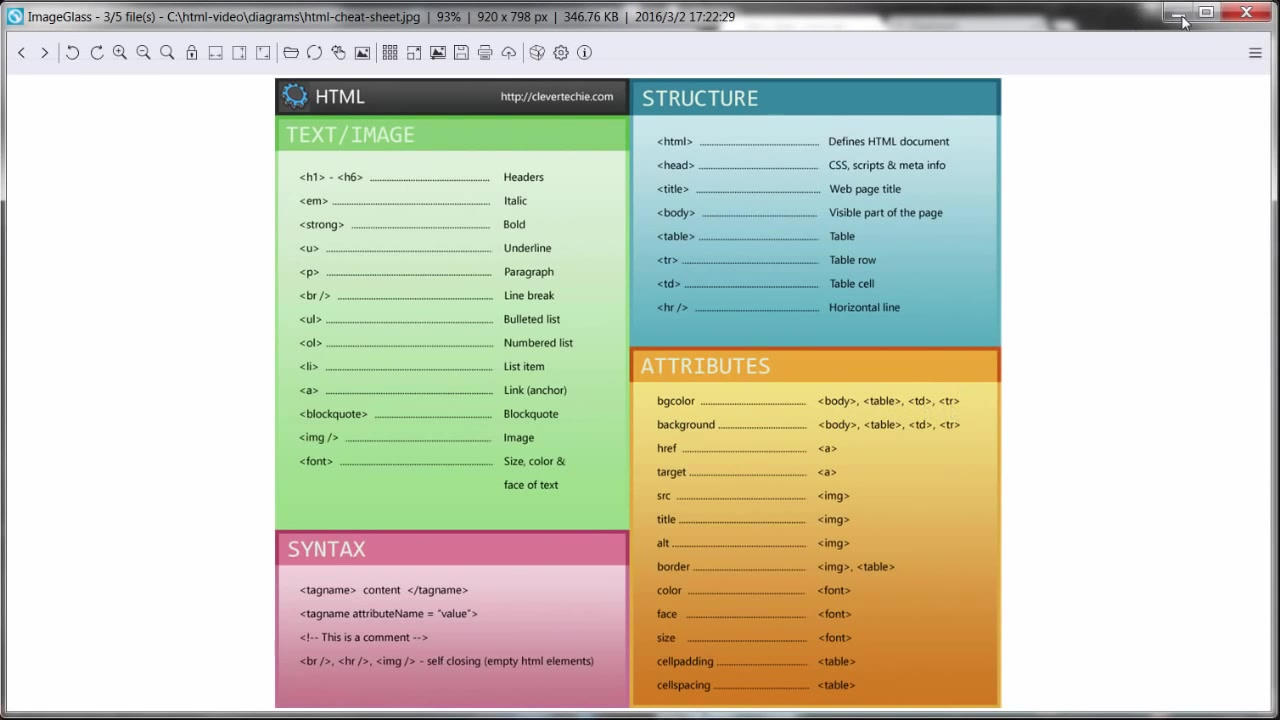 ImageGlass - 3/5 file(s) - C:\html-video\diagrams\html-cheat-sheet.jpg | 93% | 920 x 798 px | 346.76 KB | 2016/3/2 17:22:29
HTML http://clevertechie.com
TEXT/IMAGE
<h1> - <h6> ........................ Headers
<em> ........................ Italic
<strong> ........................ Bold
<u> ........................ Underline
<p> ........................ Paragraph
<br /> ........................ Line break
<ul> ........................ Bulleted list
<ol> ........................ Numbered list
<li> ........................ List item
<a> ........................ Link (anchor)
<blockquote> ........................ Blockquote
<img /> ........................ Image
<font> ........................ Size, color &
face of text
SYNTAX
<tagname> content </tagname>
<tagname attributeName = "value">
<!-- This is a comment -->
<br />, <hr />, <img /> - self closing (empty html elements)
STRUCTURE
<html> ........................ Defines HTML document
<head> ........................ CSS, scripts & meta info
<title> ........................ Web page title
<body> ........................ Visible part of the page
<table> ........................ Table
<tr> ........................ Table row
<td> ........................ Table cell
<hr /> ........................ Horizontal line
ATTRIBUTES
bgcolor ........................ <body>, <table>, <td>, <tr>
background ........................ <body>, <table>, <td>, <tr>
href ........................ <a>
target ........................ <a>
src ........................ <img>
title ........................ <img>
alt ........................ <img>
border ........................ <img>, <table>
color ........................ <font>
face ........................ <font>
size ........................ <font>
cellpadding ........................ <table>
cellspacing ........................ <table>